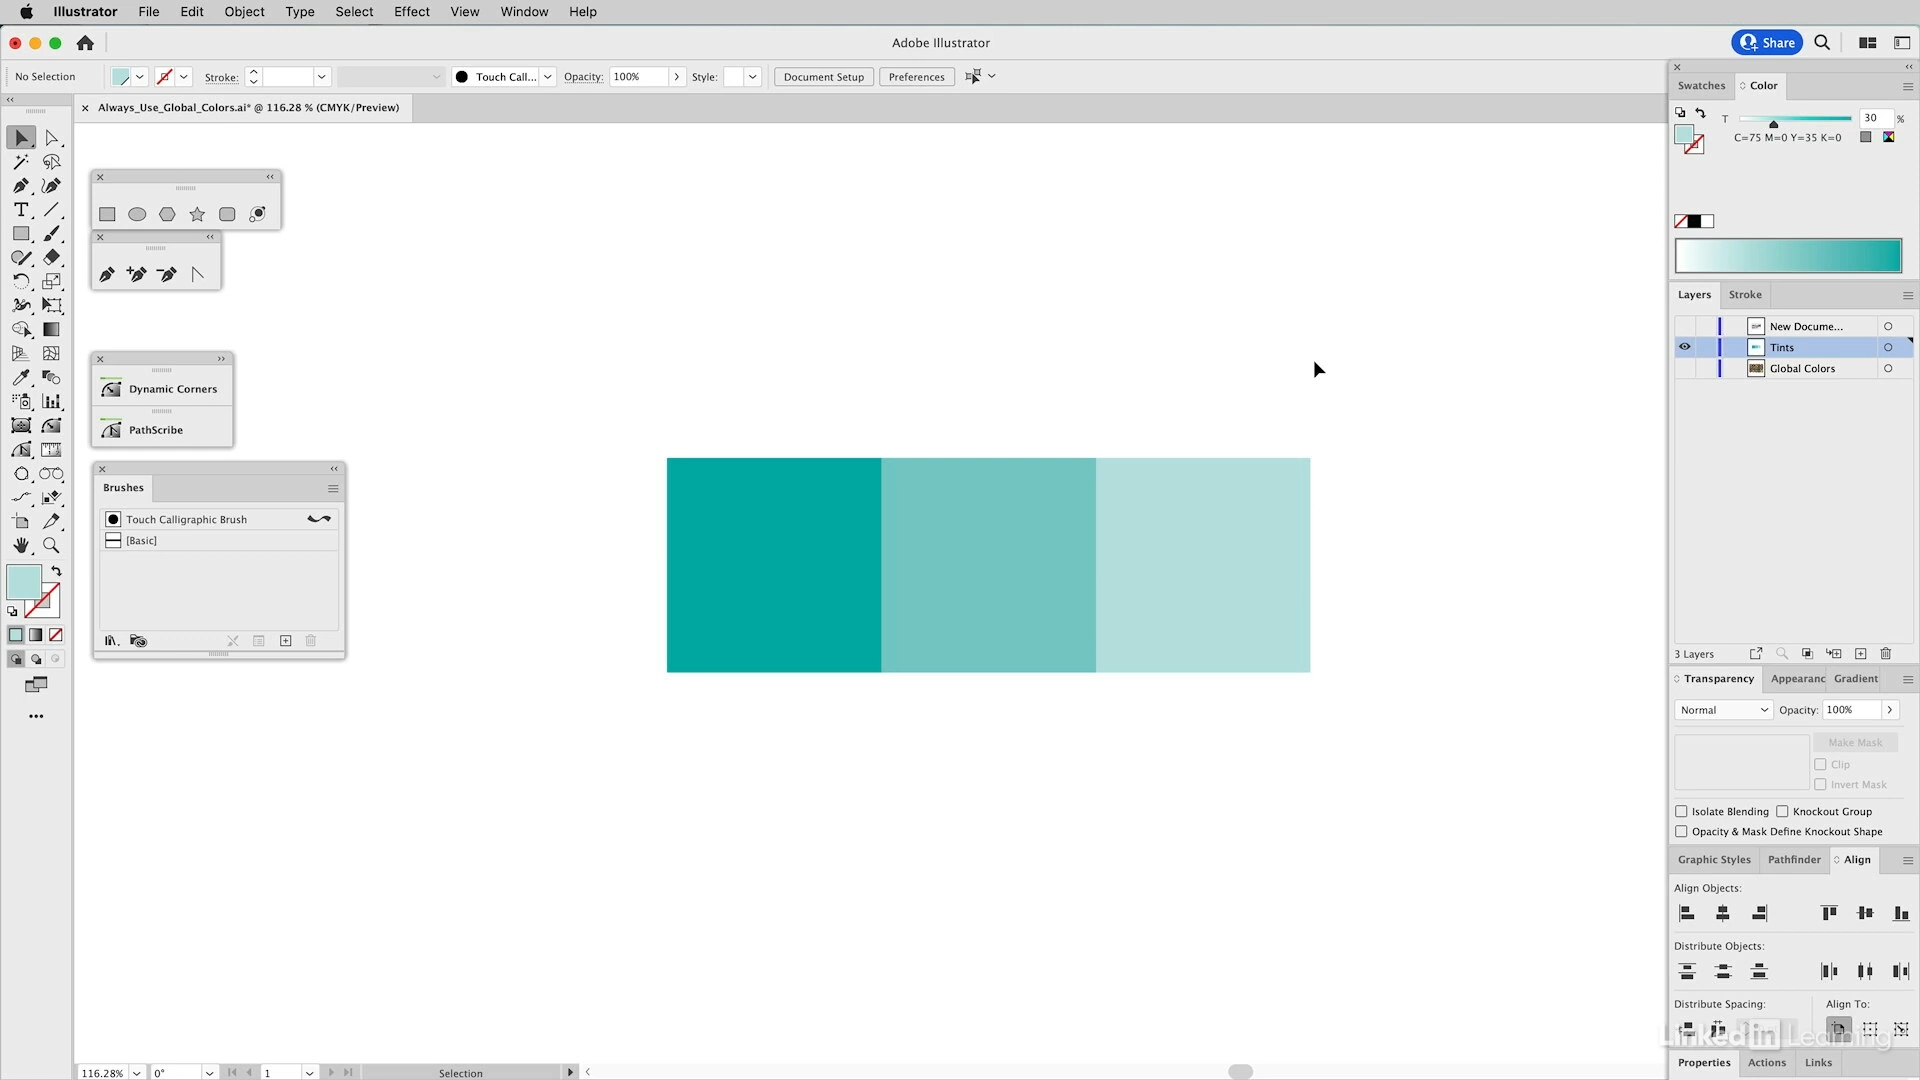 Illustrator File Edit Object Type Select Effect View Window Help
Adobe Illustrator
Share
No Selection Stroke: Touch Call... Opacity: 100% Style: Document Setup Preferences
Always_Use_Global_Colors.ai* @ 116.28 % (CMYK/Preview)
Dynamic Corners
PathScribe
Brushes
Touch Calligraphic Brush
[Basic]
Swatches Color
T 30 %
C=75 M=0 Y=35 K=0
Layers Stroke
New Docume...
Tints
Global Colors
3 Layers
Transparency Appearanc Gradient
Normal Opacity: 100%
Make Mask
Clip
Invert Mask
Isolate Blending Knockout Group
Opacity & Mask Define Knockout Shape
Graphic Styles Pathfinder Align
Align Objects:
Distribute Objects:
Distribute Spacing: Align To:
Linked in Learning
Properties Actions Links
116.28% 0° 1 Selection